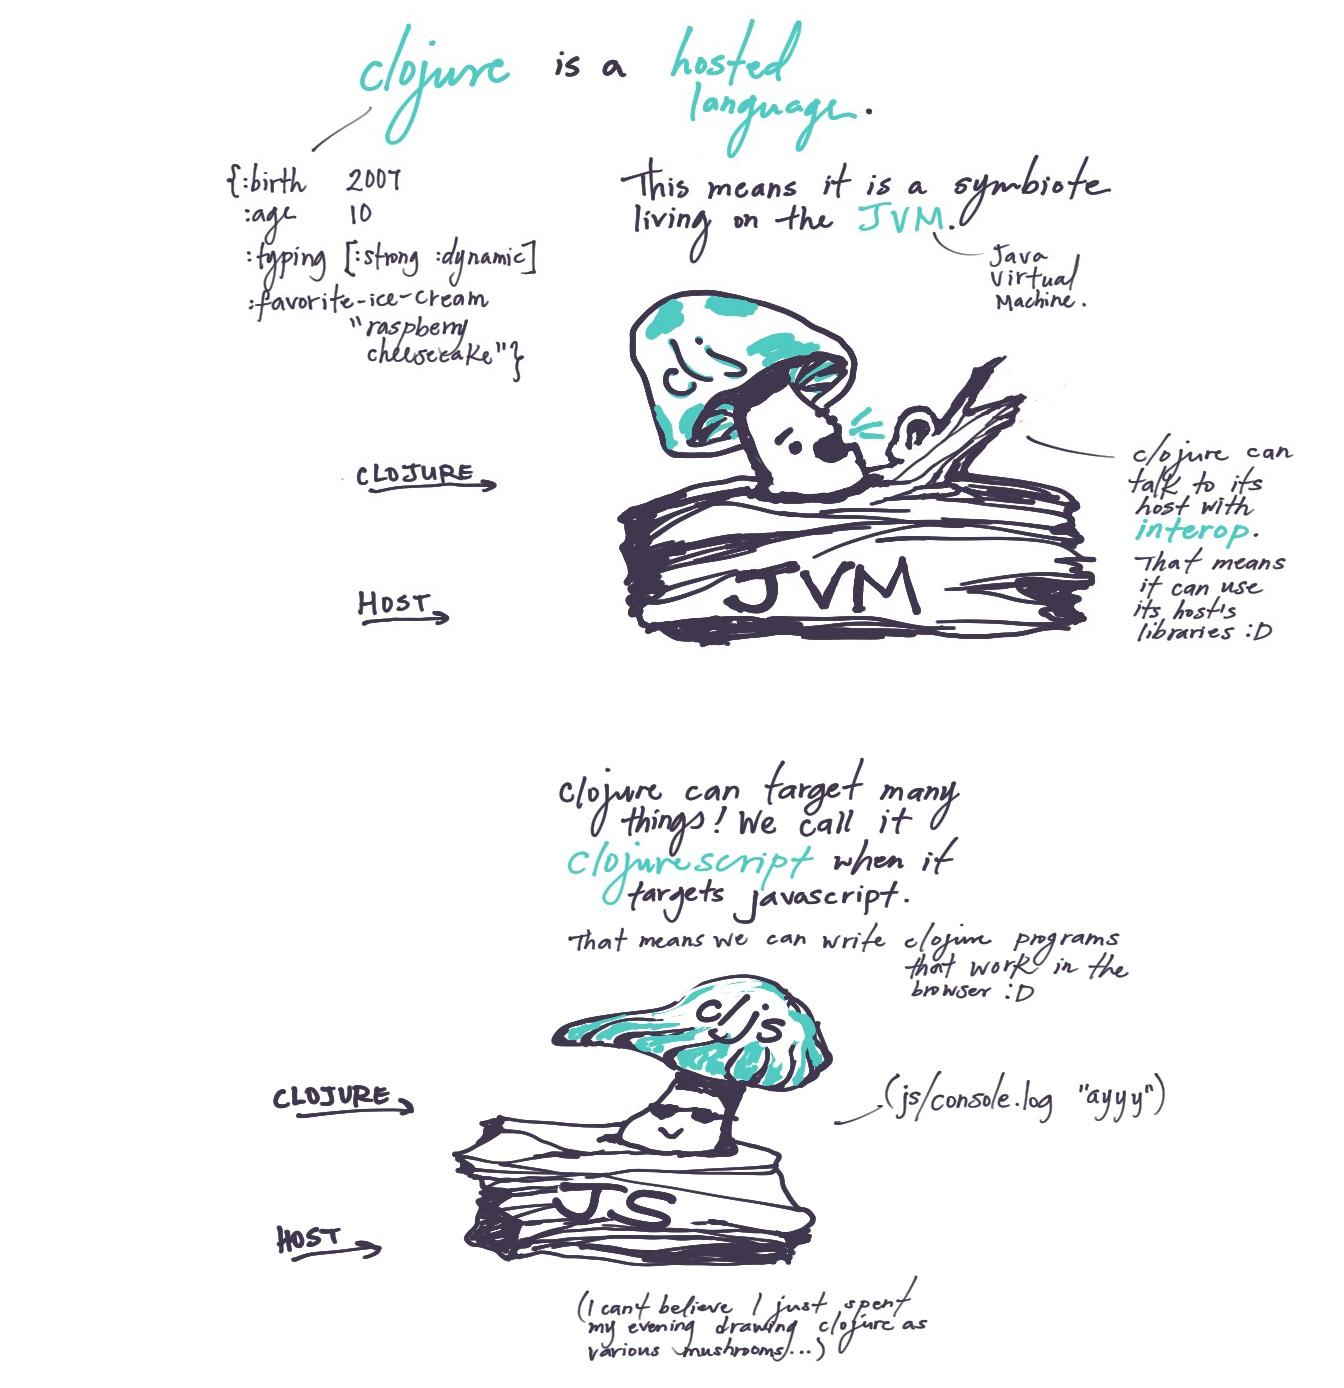 clojure is a hosted
language.
{:birth 2007
:age 10
:typing [:strong :dynamic]
:favorite-ice-cream
"raspberry
cheesecake"}
This means it is a symbiote
living on the JVM.
Java
Virtual
Machine.
clj
CLOJURE
HOST
JVM
clojure can
talk to its
host with
interop.
That means
it can use
its host's
libraries :D
clojure can target many
things! We call it
clojurescript when it
targets javascript.
That means we can write clojure programs
that work in the
browser :D
cljs
CLOJURE
(js/console.log "ayyy")
JS
HOST
(I can't believe I just spent
my evening drawing clojure as
various mushrooms...)